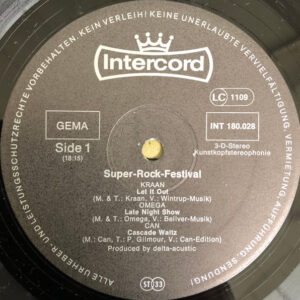 KEIN VERLEIH! KEINE UNERLAUBTE VERVIELFÄLTIGUNG, VERMIETUNG, AUFFÜHRUNG, SENDUNG!
ALLE URHEBER- UND LEISTUNGSSCHUTZRECHTE VORBEHALTEN.
Intercord
LC 1109
GEMA
INT 180.028
Side 1
(18:15)
3-D-Stereo
Kunstkopfstereophonie
Super-Rock-Festival
KRAAN
Let It Out
(M. & T.: Kraan, V.: Wintrup-Musik)
OMEGA
Late Night Show
(M. & T.: Omega, V.: Bellver-Musik)
CAN
Cascade Waltz
(M.: Can, T.: P. Gilmour, V.: Can-Edition)
Produced by delta-acustic
ST 33